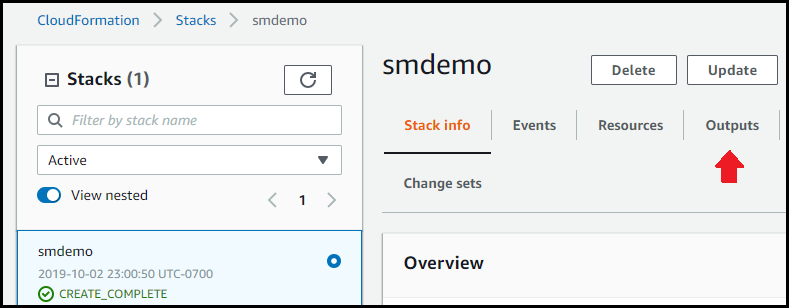 CloudFormation > Stacks > smdemo
Stacks (1)
Filter by stack name
Active
View nested
< 1 >
smdemo
2019-10-02 23:00:50 UTC-0700
CREATE_COMPLETE
smdemo
Delete
Update
Stack info
Events
Resources
Outputs
Change sets
Overview